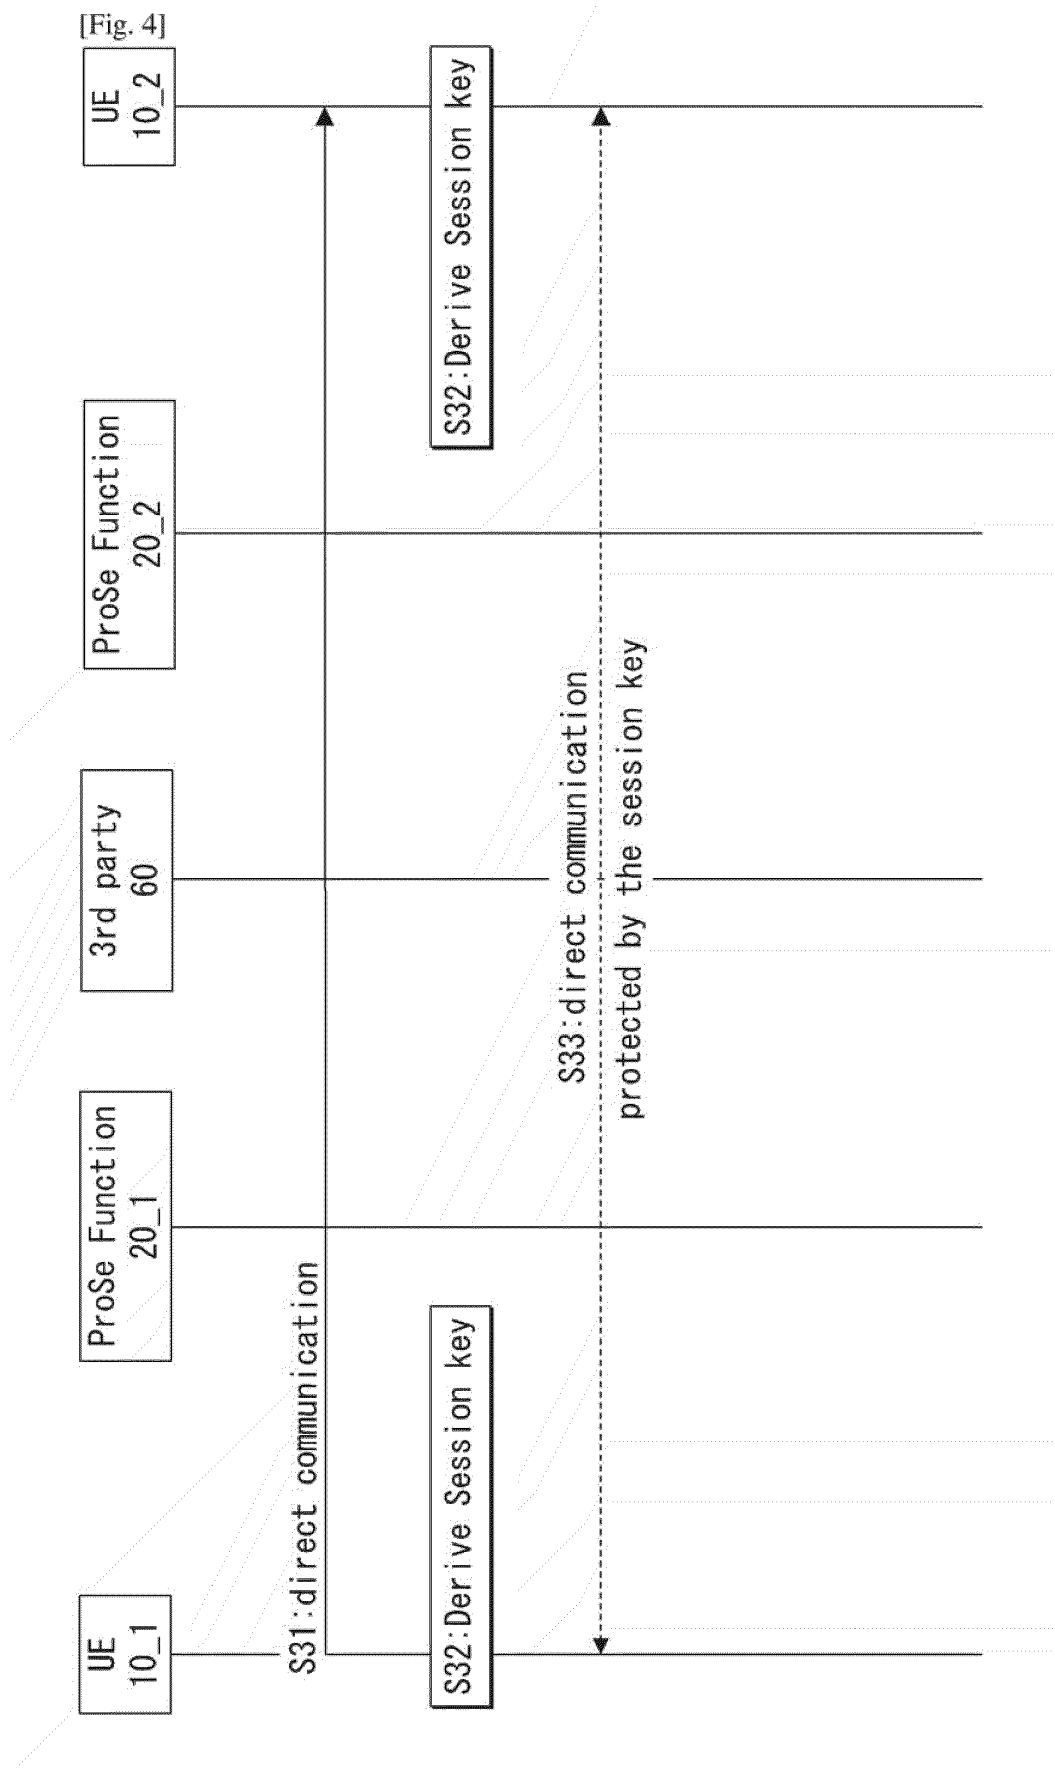 [Fig. 4]
UE
10_1
ProSe Function
20_1
3rd party
60
ProSe Function
20_2
UE
10_2
S31:direct communication
S32:Derive Session key
S32:Derive Session key
S33:direct communication
protected by the session key